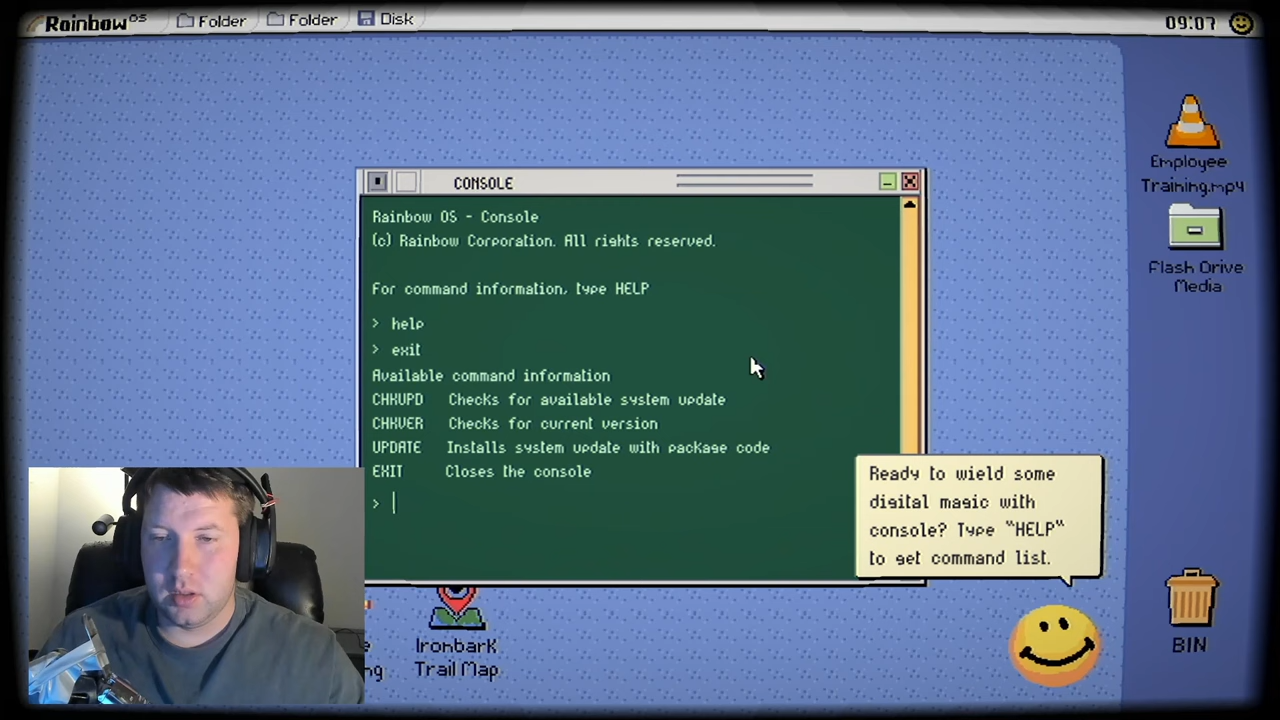 Rainbow OS
Folder
Folder
Disk
09:07
Employee
Training.mp4
Flash Drive
Media
CONSOLE
Rainbow OS - Console
(c) Rainbow Corporation. All rights reserved.
For command information, type HELP
> help
> exit
Available command information
CHKUPD Checks for available system update
CHKVER Checks for current version
UPDATE Installs system update with package code
EXIT Closes the console
>
Ready to wield some
digital magic with
console? Type "HELP"
to get command list.
Ironbark
Trail Map
BIN